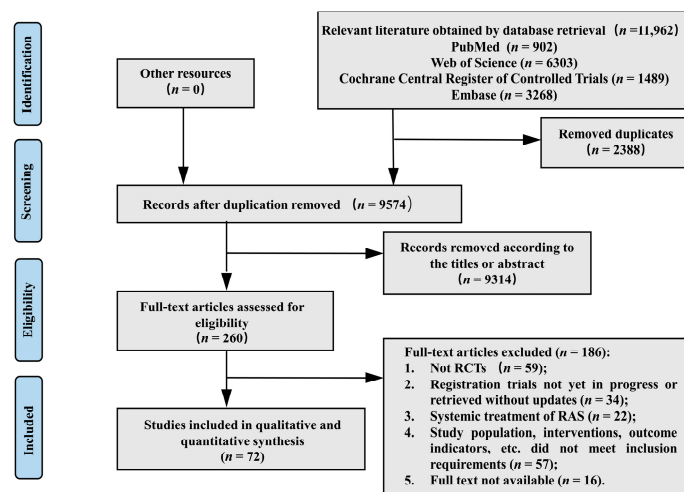 Identification
Screening
Eligibility
Included
Other resources
(n = 0)
Relevant literature obtained by database retrieval (n =11,962)
PubMed (n = 902)
Web of Science (n = 6303)
Cochrane Central Register of Controlled Trials (n = 1489)
Embase (n = 3268)
Removed duplicates
(n = 2388)
Records after duplication removed (n = 9574)
Records removed according to
the titles or abstract
(n = 9314)
Full-text articles assessed for
eligibility
(n = 260)
Full-text articles excluded (n = 186):
1. Not RCTs (n = 59);
2. Registration trials not yet in progress or
retrieved without updates (n = 34);
3. Systemic treatment of RAS (n = 22);
4. Study population, interventions, outcome
indicators, etc. did not meet inclusion
requirements (n = 57);
5. Full text not available (n = 16).
Studies included in qualitative and
quantitative synthesis
(n = 72)